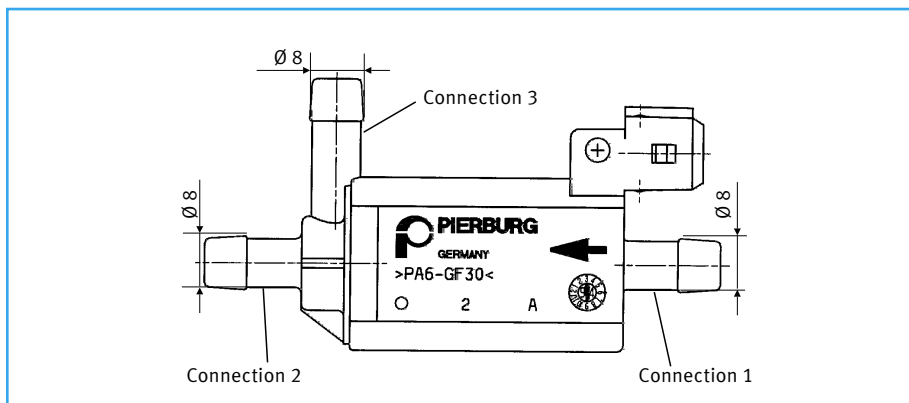 Ø 8
Connection 3
Ø 8
Ø 8
PIERBURG
GERMANY
>PA6-GF30<
2 A
Connection 2
Connection 1